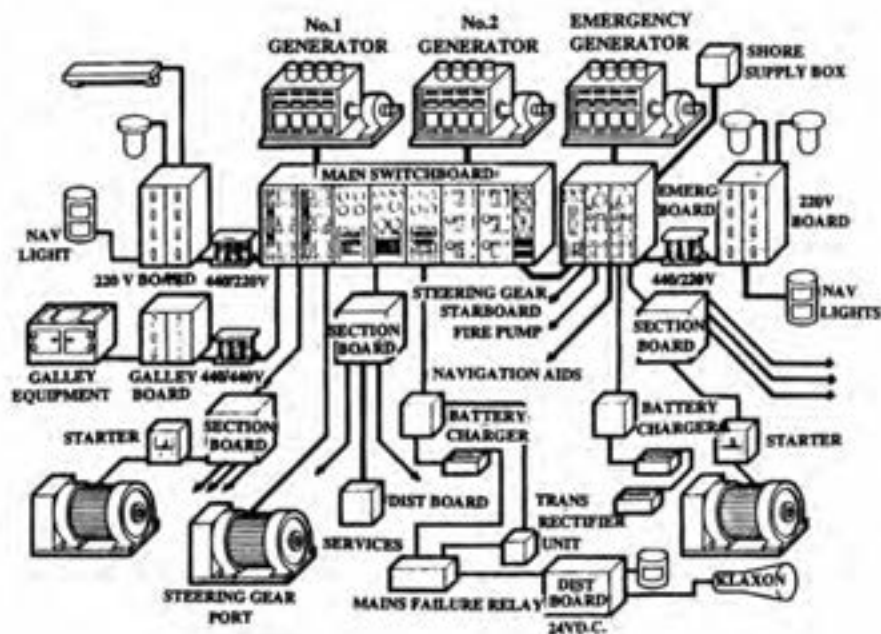 No.1
GENERATOR
No.2
GENERATOR
EMERGENCY
GENERATOR
SHORE
SUPPLY BOX
MAIN SWITCHBOARD
EMERG
BOARD
220V
BOARD
NAV
LIGHT
220 V BOARD
440/220V
440/220V
NAV
LIGHTS
STEERING GEAR
STARBOARD
FIRE PUMP
SECTION
BOARD
SECTION
BOARD
GALLEY
EQUIPMENT
GALLEY
BOARD
440/440V
NAVIGATION AIDS
STARTER
SECTION
BOARD
BATTERY
CHARGER
BATTERY
CHARGERS
STARTER
DIST BOARD
SERVICES
TRANS
RECTIFIER
UNIT
STEERING GEAR
PORT
MAINS FAILURE RELAY
DIST
BOARD
24VD.C.
KLAXON